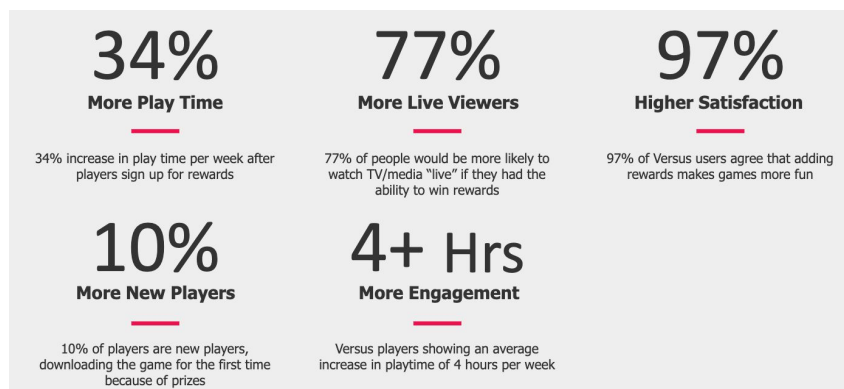 34%
More Play Time
34% increase in play time per week after
players sign up for rewards
77%
More Live Viewers
77% of people would be more likely to
watch TV/media “live” if they had the
ability to win rewards
97%
Higher Satisfaction
97% of Versus users agree that adding
rewards makes games more fun
10%
More New Players
10% of players are new players,
downloading the game for the first time
because of prizes
4+ Hrs
More Engagement
Versus players showing an average
increase in playtime of 4 hours per week